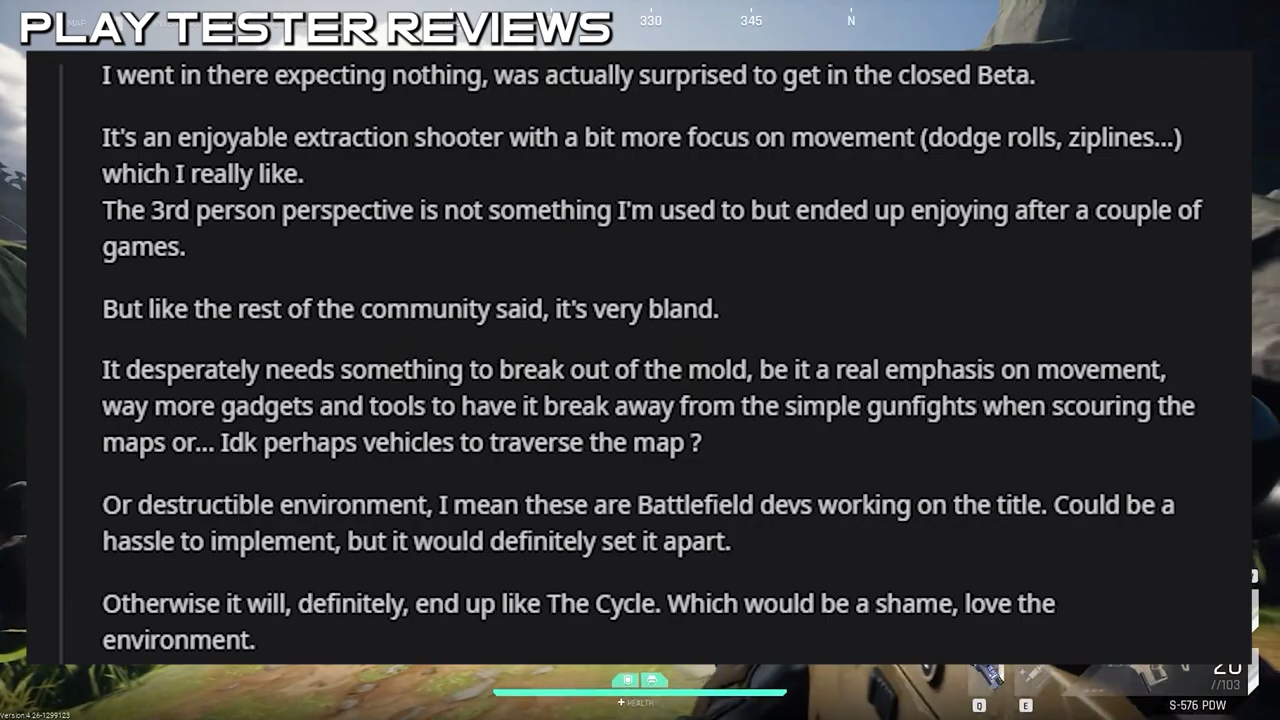 PLAY TESTER REVIEWS
330 345 N
I went in there expecting nothing, was actually surprised to get in the closed Beta.
It's an enjoyable extraction shooter with a bit more focus on movement (dodge rolls, ziplines...)
which I really like.
The 3rd person perspective is not something I'm used to but ended up enjoying after a couple of
games.
But like the rest of the community said, it's very bland.
It desperately needs something to break out of the mold, be it a real emphasis on movement,
way more gadgets and tools to have it break away from the simple gunfights when scouring the
maps or... Idk perhaps vehicles to traverse the map ?
Or destructible environment, I mean these are Battlefield devs working on the title. Could be a
hassle to implement, but it would definitely set it apart.
Otherwise it will, definitely, end up like The Cycle. Which would be a shame, love the
environment.
20
//103
+ HEALTH
Q E
S-576 PDW
Version:4.26-1299123